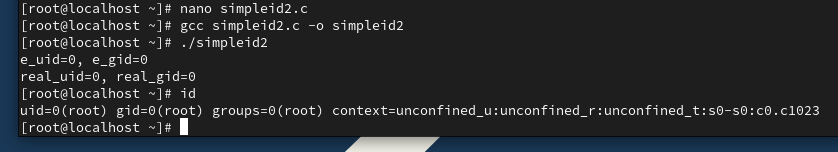 [root@localhost ~]# nano simpleid2.c
[root@localhost ~]# gcc simpleid2.c -o simpleid2
[root@localhost ~]# ./simpleid2
e_uid=0, e_gid=0
real_uid=0, real_gid=0
[root@localhost ~]# id
uid=0(root) gid=0(root) groups=0(root) context=unconfined_u:unconfined_r:unconfined_t:s0-s0:c0.c1023
[root@localhost ~]#